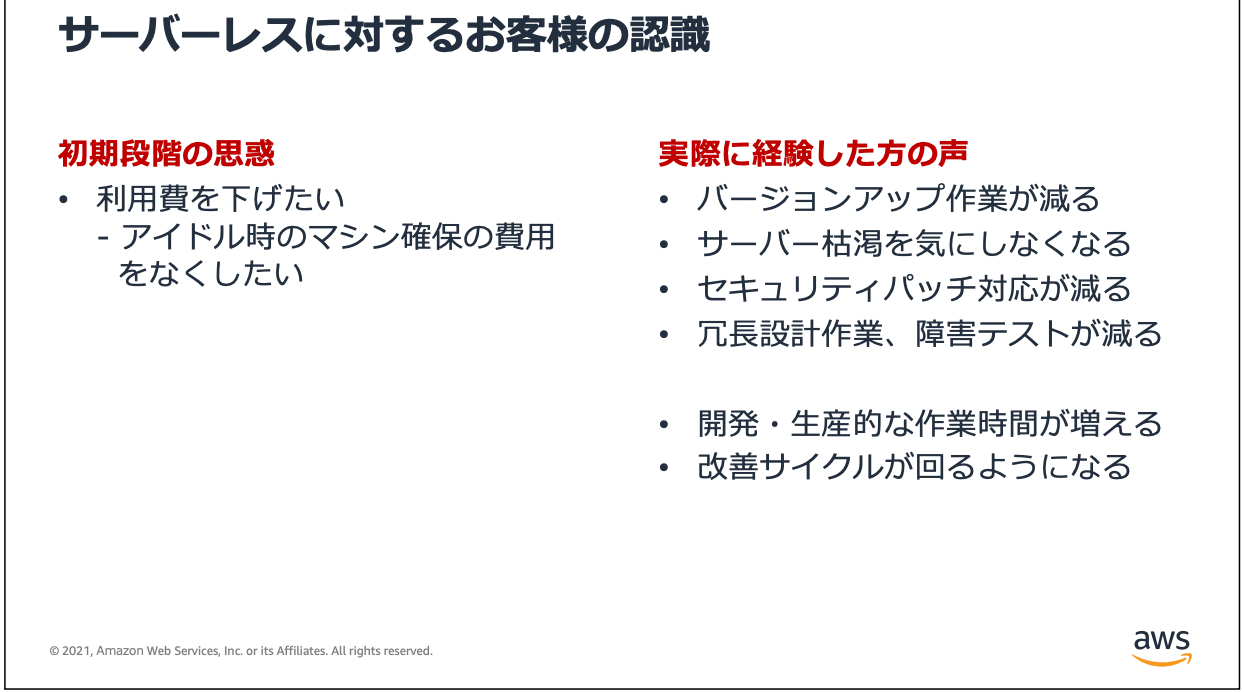 サーバーレスに対するお客様の認識
初期段階の思惑
• 利用費を下げたい
- アイドル時のマシン確保の費用
をなくしたい
実際に経験した方の声
• バージョンアップ作業が減る
• サーバー枯渇を気にしなくなる
• セキュリティパッチ対応が減る
• 冗長設計作業、障害テストが減る
• 開発・生産的な作業時間が増える
• 改善サイクルが回るようになる
© 2021, Amazon Web Services, Inc. or its Affiliates. All rights reserved.
aws